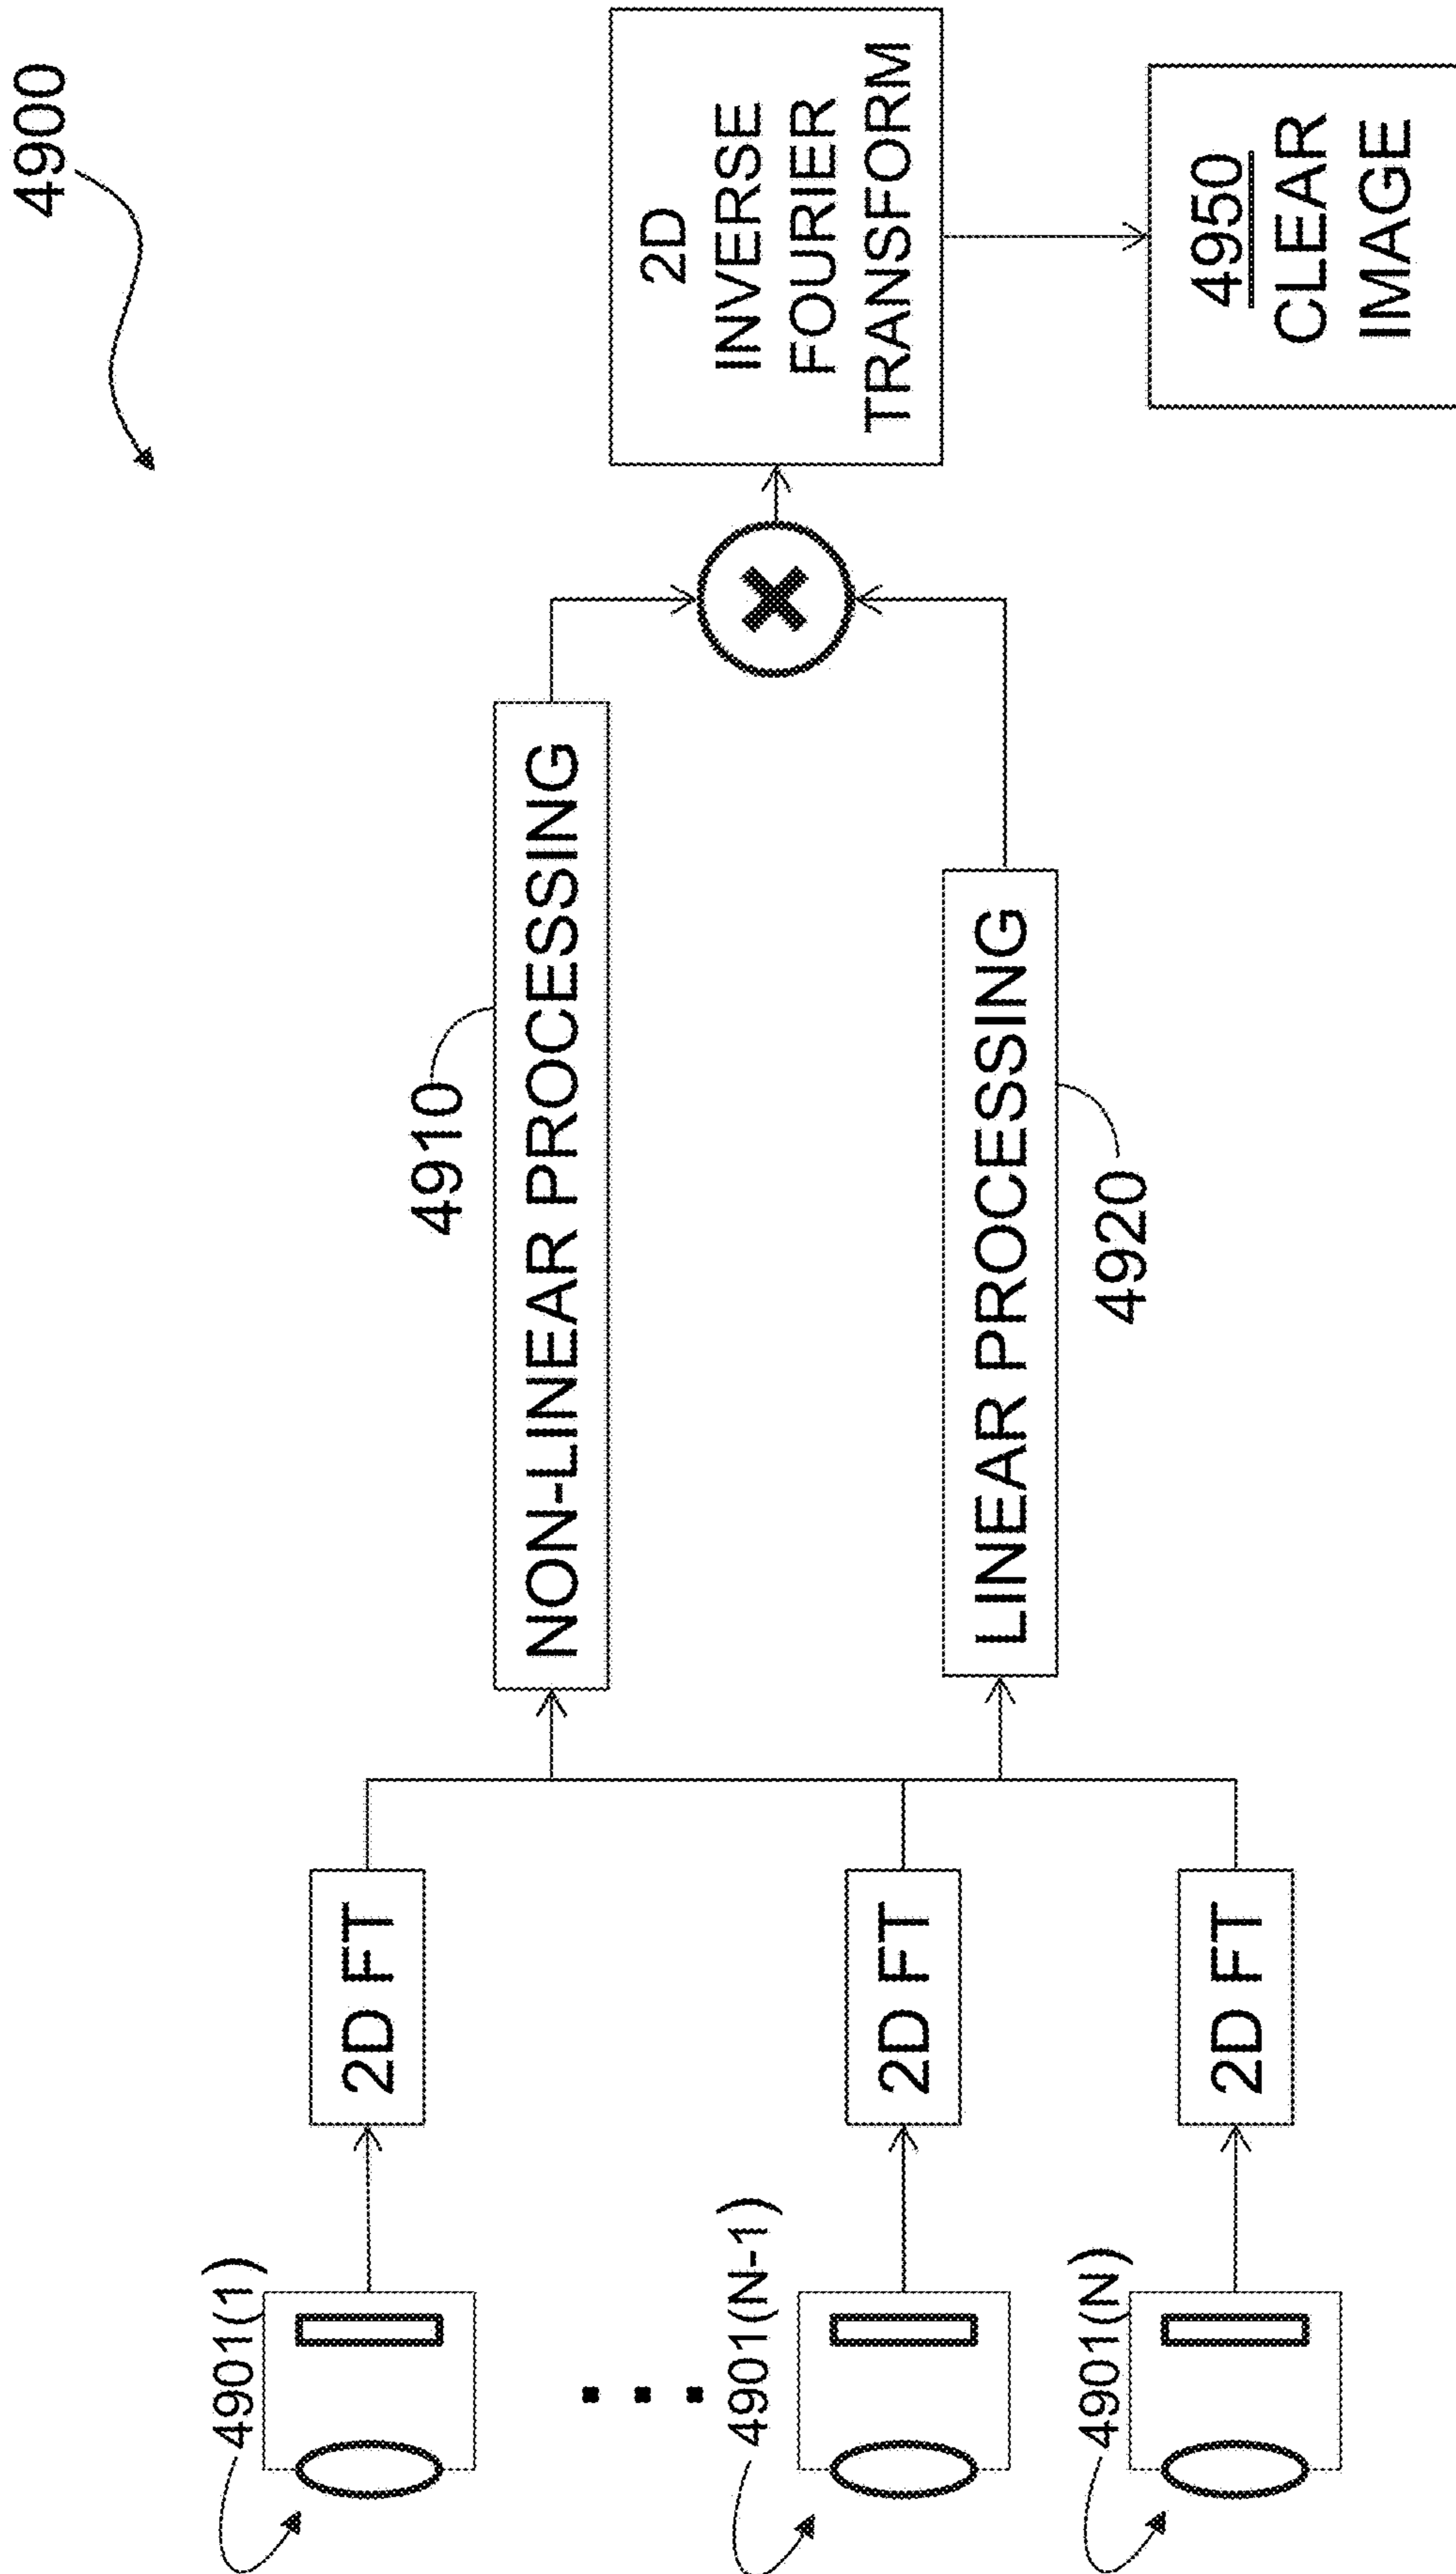 4900
4901(1)
2D FT
4901(N-1)
2D FT
4901(N)
2D FT
4910
NON-LINEAR PROCESSING
LINEAR PROCESSING
4920
2D
INVERSE
FOURIER
TRANSFORM
4950
CLEAR
IMAGE